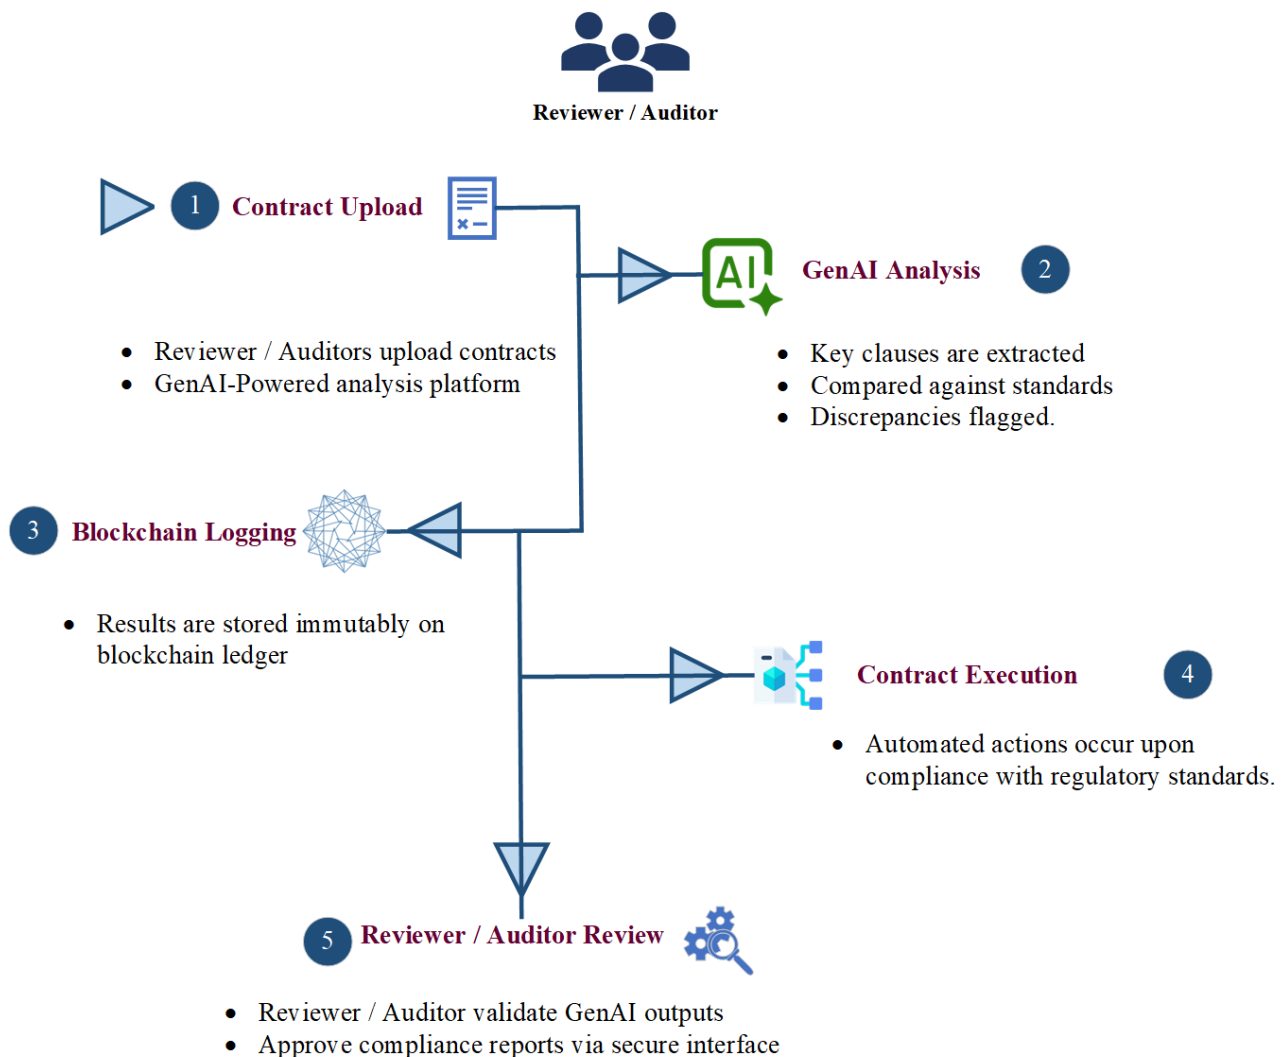 Reviewer / Auditor
1 Contract Upload
AI GenAI Analysis 2
• Reviewer / Auditors upload contracts
• GenAI-Powered analysis platform
• Key clauses are extracted
• Compared against standards
• Discrepancies flagged.
3 Blockchain Logging
• Results are stored immutably on
blockchain ledger
Contract Execution 4
• Automated actions occur upon
compliance with regulatory standards.
5 Reviewer / Auditor Review
• Reviewer / Auditor validate GenAI outputs
• Approve compliance reports via secure interface